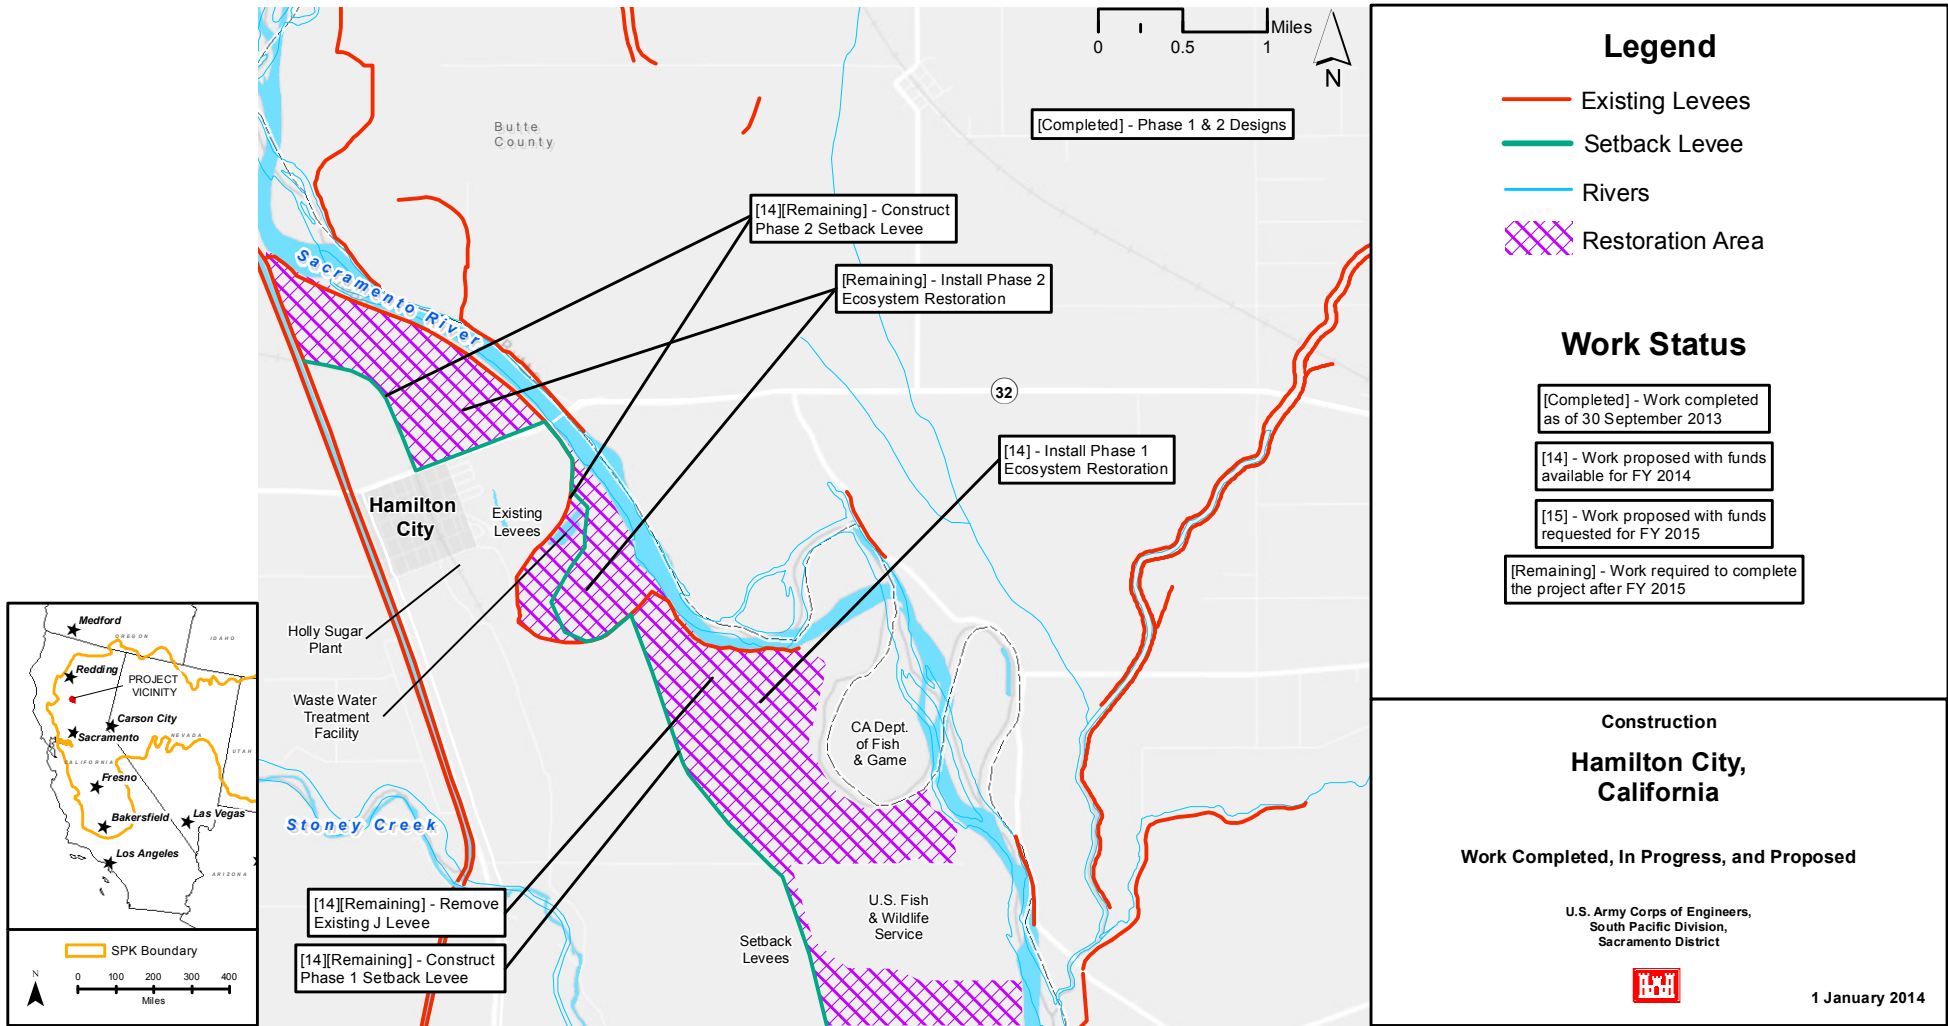 Miles
0 0.5 1
N
[Completed] - Phase 1 & 2 Designs
Butte
County
[14][Remaining] - Construct
Phase 2 Setback Levee
[Remaining] - Install Phase 2
Ecosystem Restoration
Sacramento River
32
[14] - Install Phase 1
Ecosystem Restoration
Hamilton
City
Existing
Levees
Holly Sugar
Plant
Waste Water
Treatment
Facility
CA Dept.
of Fish
& Game
Stoney Creek
[14][Remaining] - Remove
Existing J Levee
[14][Remaining] - Construct
Phase 1 Setback Levee
Setback
Levees
U.S. Fish
& Wildlife
Service
Medford
OREGON
IDAHO
Redding
PROJECT
VICINITY
Carson City
Sacramento
NEVADA
UTAH
CALIFORNIA
Fresno
Bakersfield
Las Vegas
Los Angeles
ARIZONA
SPK Boundary
N
0 100 200 300 400
Miles
Legend
Existing Levees
Setback Levee
Rivers
Restoration Area
Work Status
[Completed] - Work completed
as of 30 September 2013
[14] - Work proposed with funds
available for FY 2014
[15] - Work proposed with funds
requested for FY 2015
[Remaining] - Work required to complete
the project after FY 2015
Construction
Hamilton City,
California
Work Completed, In Progress, and Proposed
U.S. Army Corps of Engineers,
South Pacific Division,
Sacramento District
1 January 2014